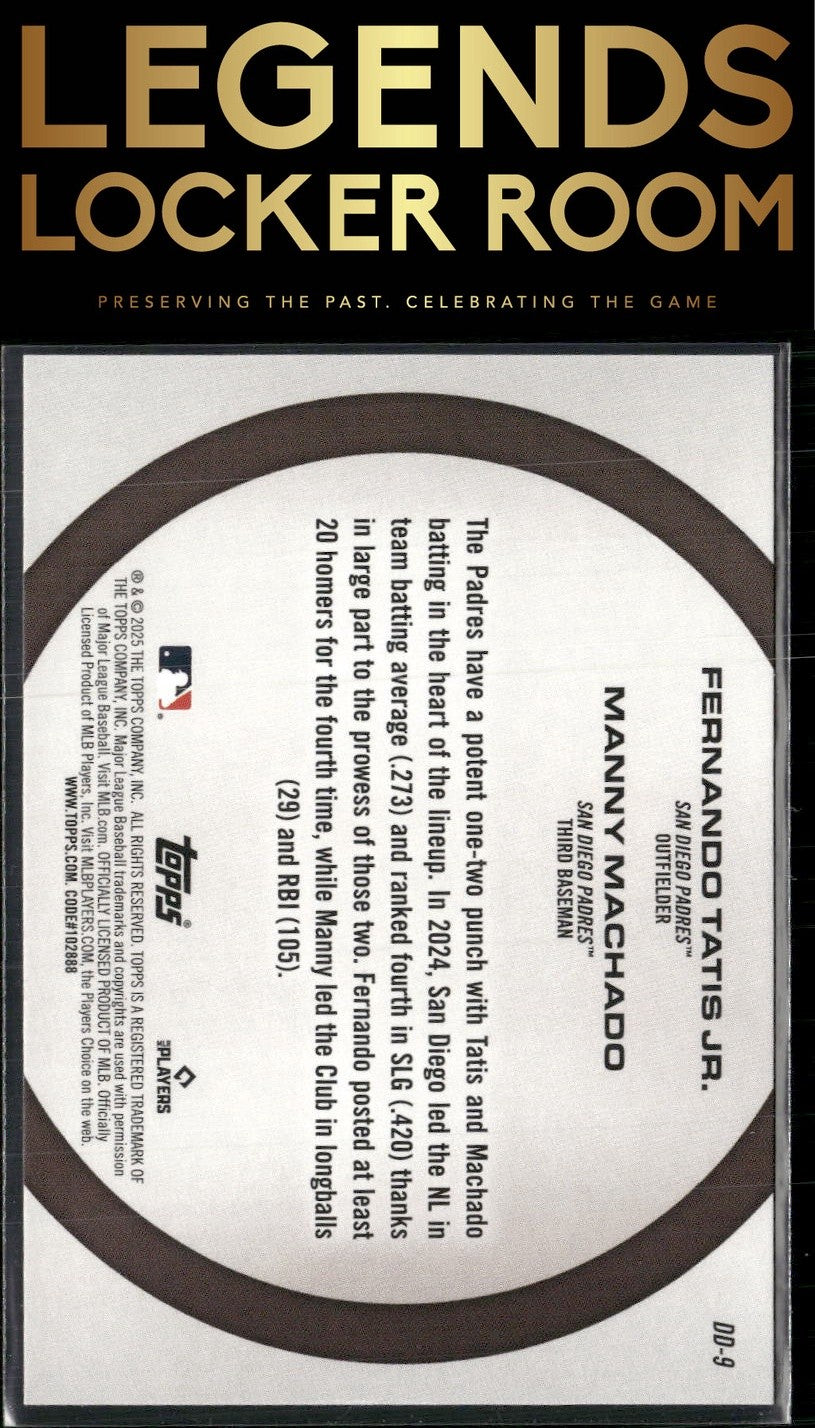 LEGENDS
LOCKER ROOM
PRESERVING THE PAST. CELEBRATING THE GAME
DD-9
FERNANDO TATIS JR.
SAN DIEGO PADRES™
OUTFIELDER
MANNY MACHADO
SAN DIEGO PADRES™
THIRD BASEMAN
The Padres have a potent one-two punch with Tatis and Machado
batting in the heart of the lineup. In 2024, San Diego led the NL in
team batting average (.273) and ranked fourth in SLG (.420) thanks
in large part to the prowess of those two. Fernando posted at least
20 homers for the fourth time, while Manny led the Club in longballs
(29) and RBI (105).
topps®
MLB PLAYERS
® & © 2025 THE TOPPS COMPANY, INC. ALL RIGHTS RESERVED. TOPPS IS A REGISTERED TRADEMARK OF
THE TOPPS COMPANY, INC. Major League Baseball trademarks and copyrights are used with permission
of Major League Baseball. Visit MLB.com. OFFICIALLY LICENSED PRODUCT OF MLB. Officially
Licensed Product of MLB Players, Inc. Visit MLBPLAYERS.COM, the Players Choice on the web.
WWW.TOPPS.COM. CODE#102888